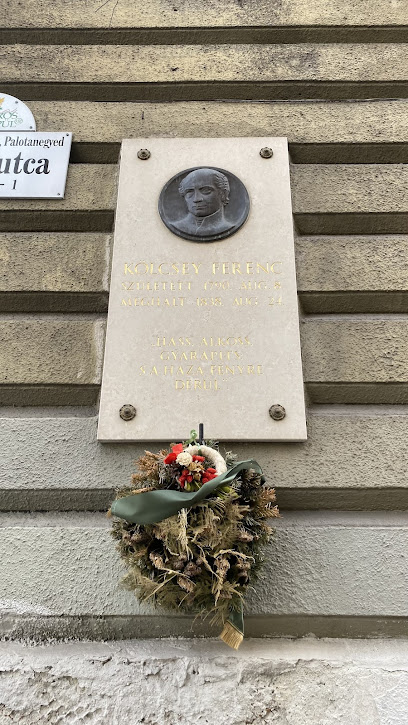 Palotanegyed
utca
- 1
KÖLCSEY FERENC
SZÜLETETT 1790. AUG. 8.
MEGHALT 1838. AUG. 24.
"HASS, ALKOSS,
GYARAPÍTS
S A HAZA FÉNYRE
DERÜL"